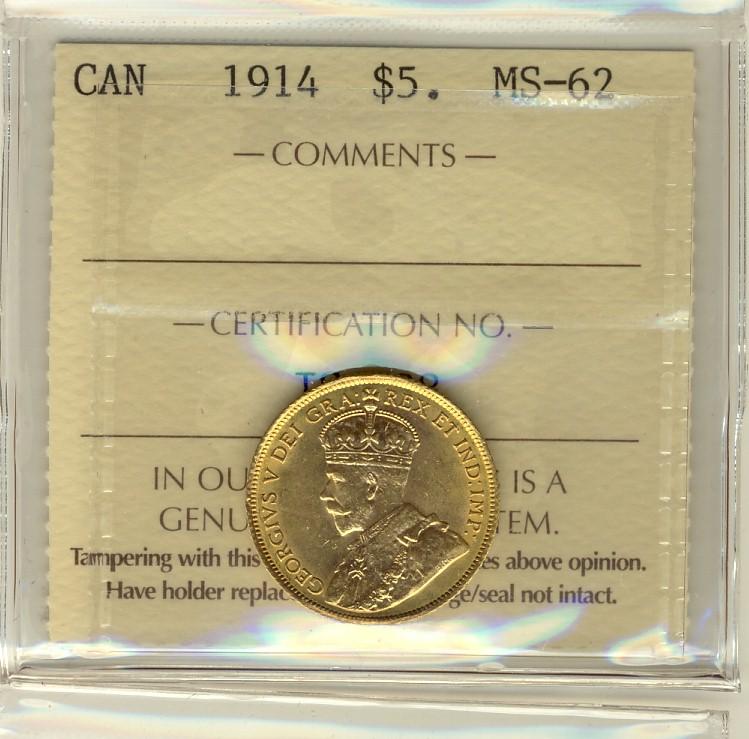 CAN 1914 $5. MS-62
— COMMENTS —
— CERTIFICATION NO. —
GEORGIVS V DEI GRA: REX ET IND: IMP:
IN OU IS A
GENU TEM.
Tampering with this es above opinion.
Have holder replac ge/seal not intact.